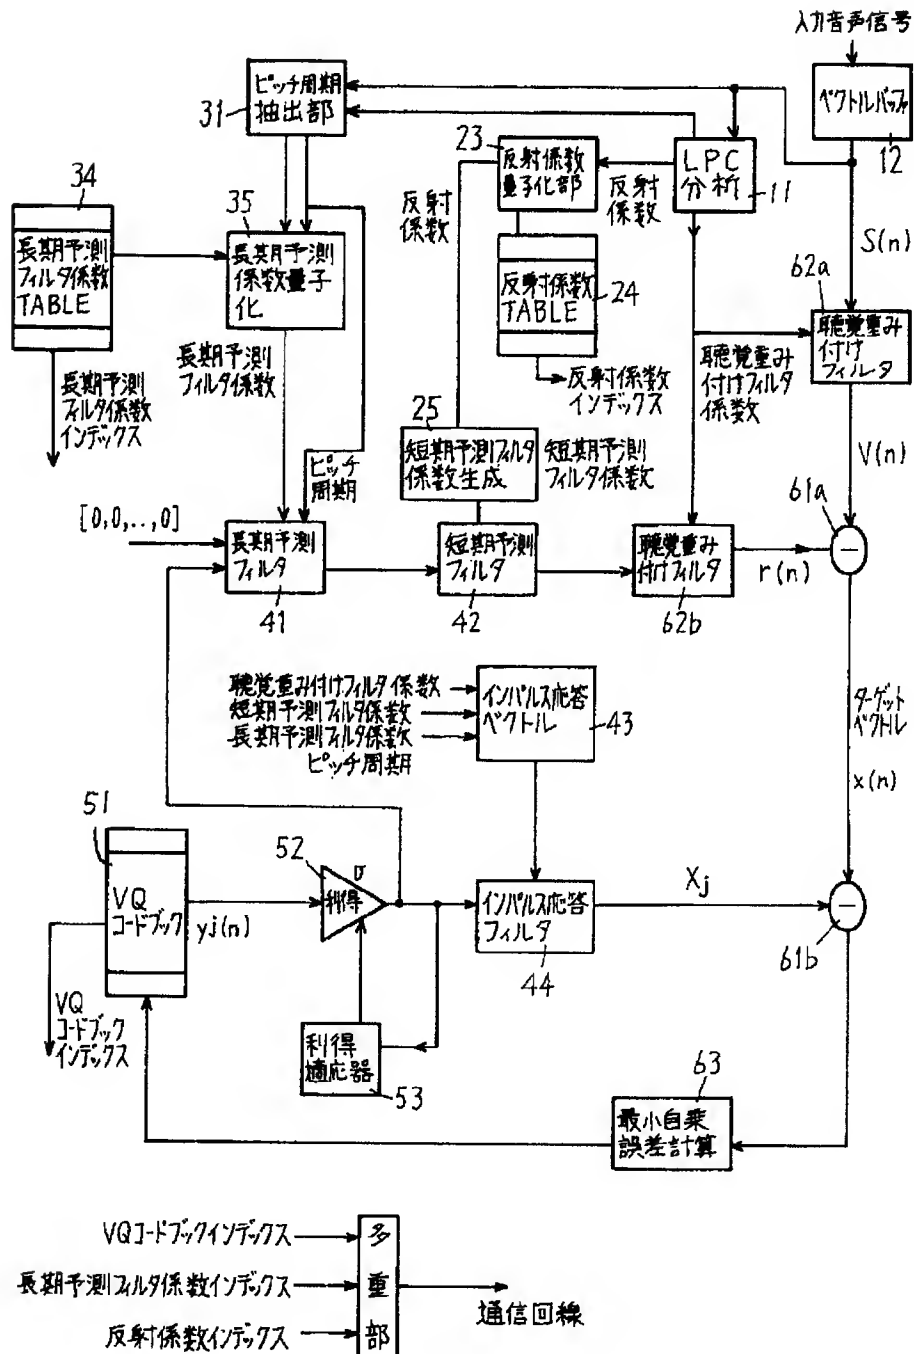 入力音声信号
ベクトルバッファ
12
ピッチ周期
抽出部
31
23
反射係数
量子化部
反射
係数
LPC
分析
11
反射
係数
34
長期予測
フィルタ係数
TABLE
35
長期予測
係数量子
化
反射係数
TABLE
24
S(n)
62a
聴覚重み
付け
フィルタ
長期予測
フィルタ係数
インデックス
長期予測
フィルタ係数
反射係数
インデックス
聴覚重み
付けフィルタ
係数
25
短期予測フィルタ
係数生成
短期予測
フィルタ係数
V(n)
ピッチ
周期
61a
[0,0,..,0]
長期予測
フィルタ
41
短期予測
フィルタ
42
聴覚重み
付けフィルタ
62b
r(n)
−
聴覚重み付けフィルタ係数
短期予測フィルタ係数
長期予測フィルタ係数
ピッチ周期
インパルス応答
ベクトル
43
ターゲット
ベクトル
x(n)
51
VQ
コードブック
yj(n)
52
σ
利得
インパルス応答
フィルタ
44
Xj
−
61b
VQ
コードブック
インデックス
利得
適応器
53
63
最小自乗
誤差計算
VQコードブックインデックス
長期予測フィルタ係数インデックス
反射係数インデックス
多
重
部
通信回線